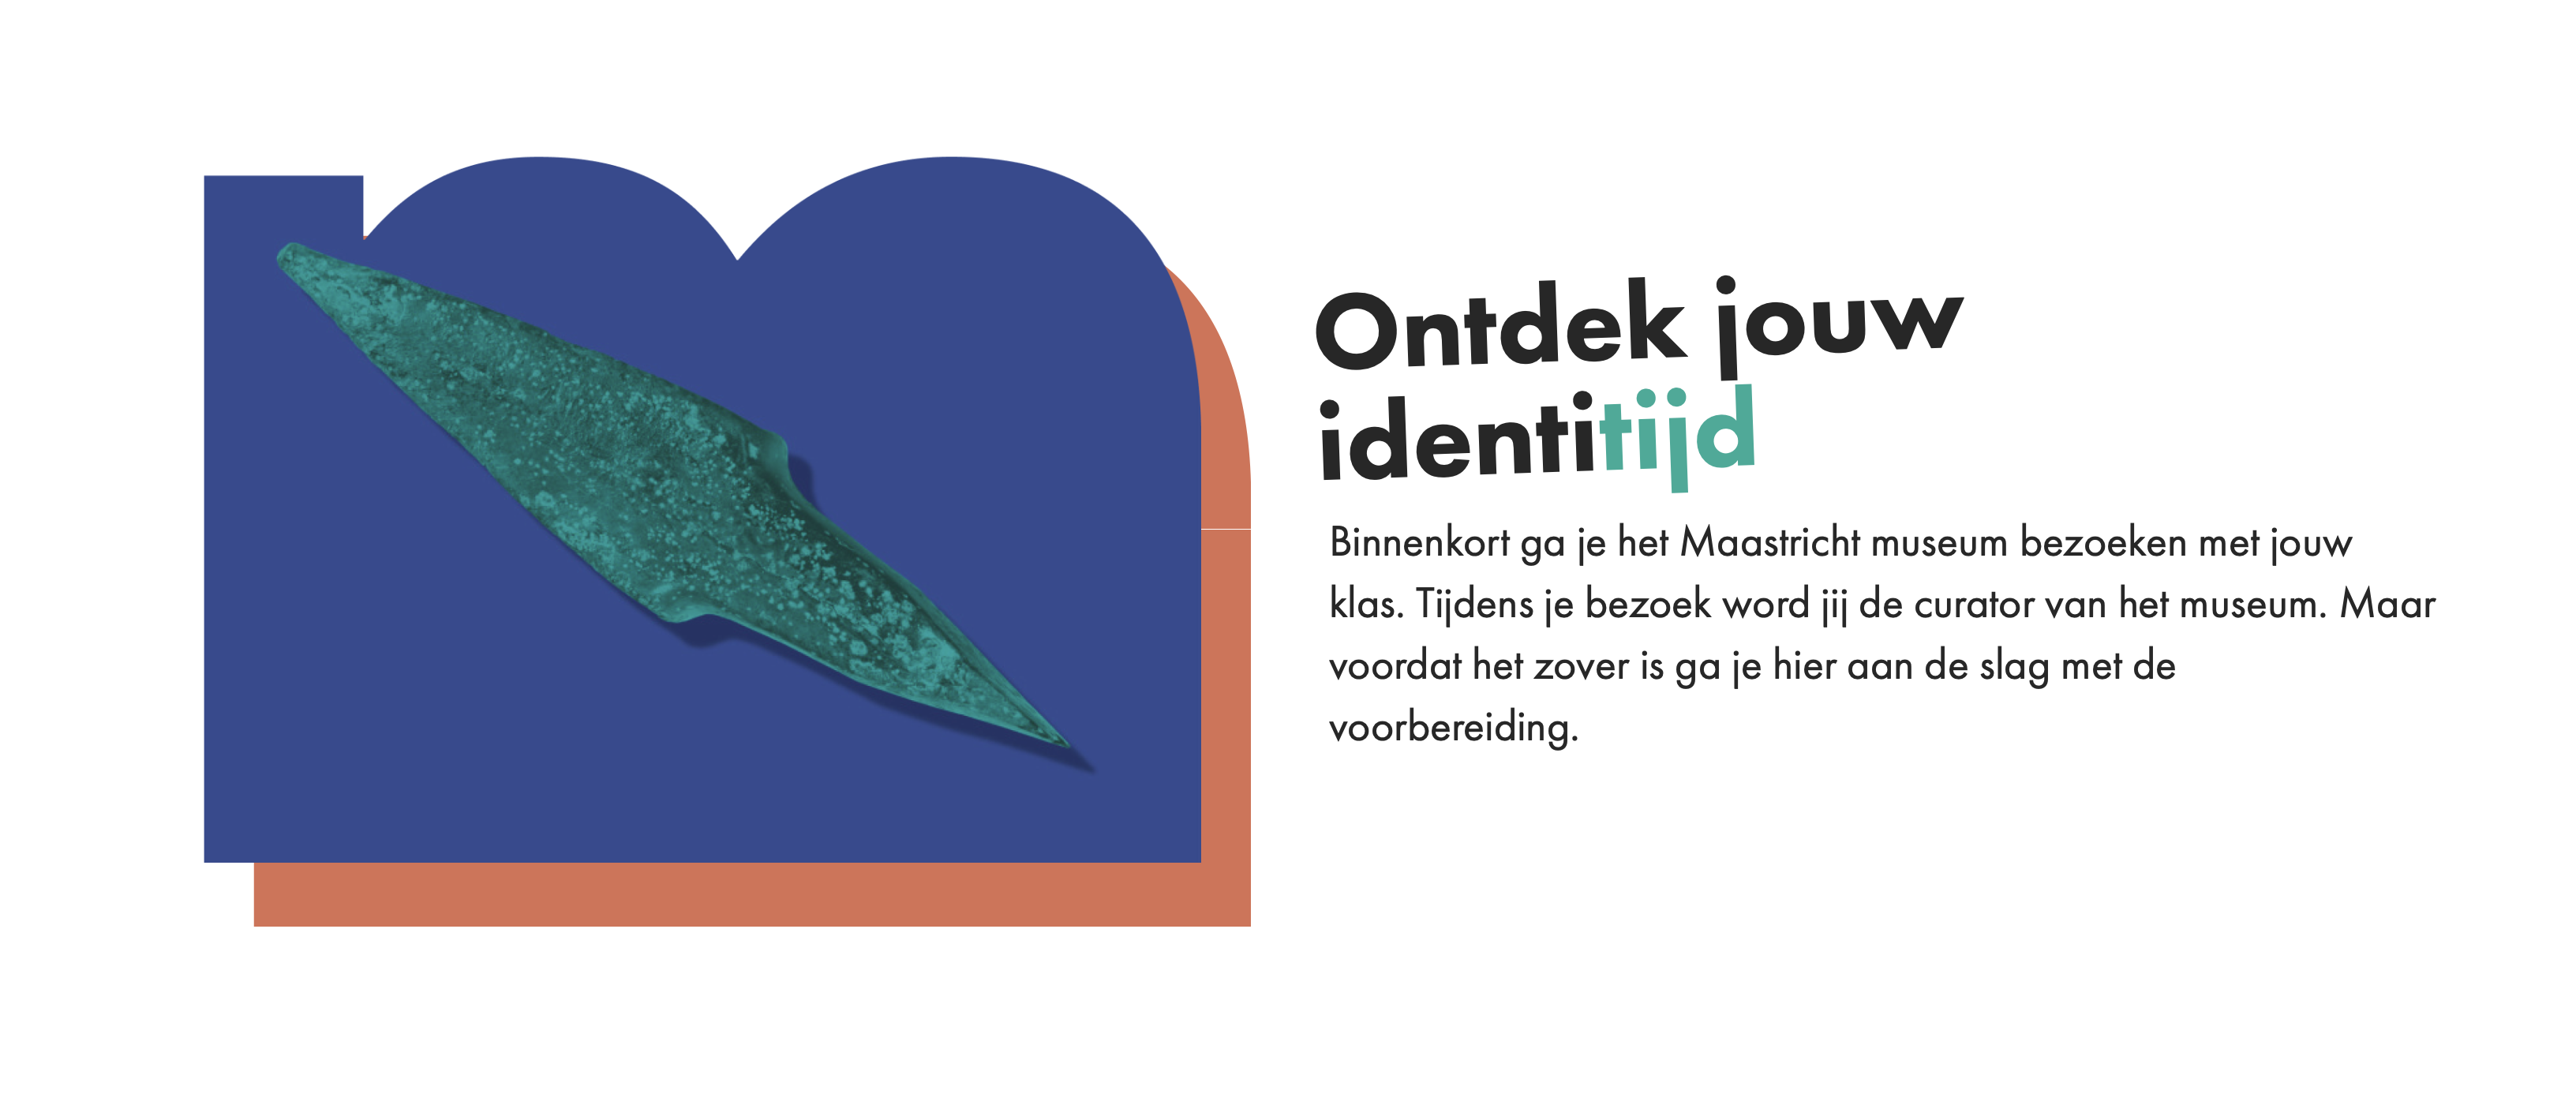 Ontdek jouw
identitijd
Binnenkort ga je het Maastricht museum bezoeken met jouw
klas. Tijdens je bezoek word jij de curator van het museum. Maar
voordat het zover is ga je hier aan de slag met de
voorbereiding.